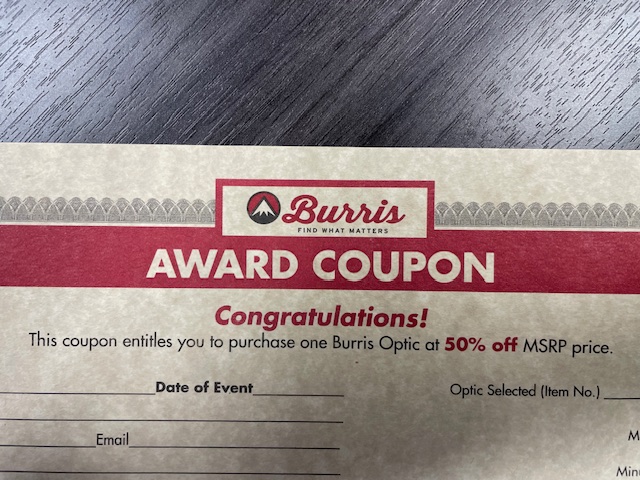 Burris
FIND WHAT MATTERS
AWARD COUPON
Congratulations!
This coupon entitles you to purchase one Burris Optic at 50% off MSRP price.
Date of Event
Optic Selected (Item No.)
Email